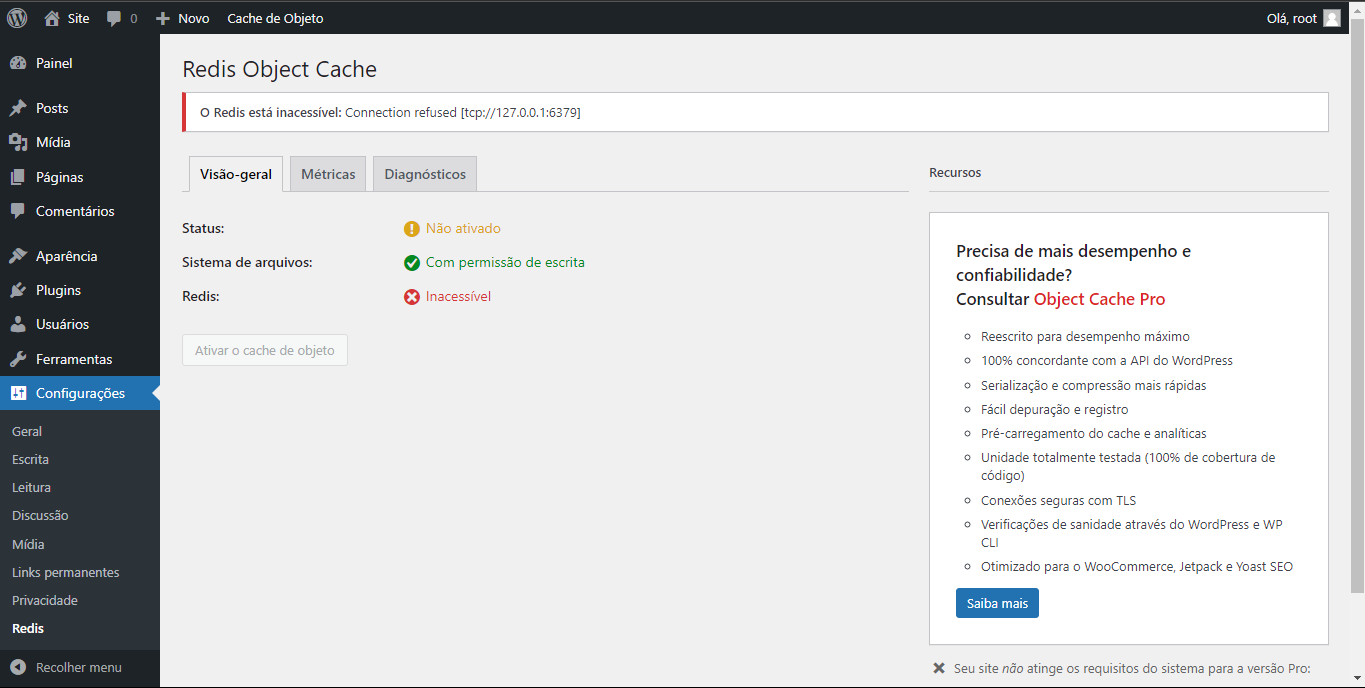 Site
0
Novo
Cache de Objeto
Olá, root
Painel
Posts
Mídia
Páginas
Comentários
Aparência
Plugins
Usuários
Ferramentas
Configurações
Geral
Escrita
Leitura
Discussão
Mídia
Links permanentes
Privacidade
Redis
Recolher menu
Redis Object Cache
O Redis está inacessível: Connection refused [tcp://127.0.0.1:6379]
Visão-geral
Métricas
Diagnósticos
Status:
Não ativado
Sistema de arquivos:
Com permissão de escrita
Redis:
Inacessível
Ativar o cache de objeto
Recursos
Precisa de mais desempenho e
confiabilidade?
Consultar Object Cache Pro
Reescrito para desempenho máximo
100% concordante com a API do WordPress
Serialização e compressão mais rápidas
Fácil depuração e registro
Pré-carregamento do cache e analíticas
Unidade totalmente testada (100% de cobertura de
código)
Conexões seguras com TLS
Verificações de sanidade através do WordPress e WP
CLI
Otimizado para o WooCommerce, Jetpack e Yoast SEO
Saiba mais
Seu site não atinge os requisitos do sistema para a versão Pro: